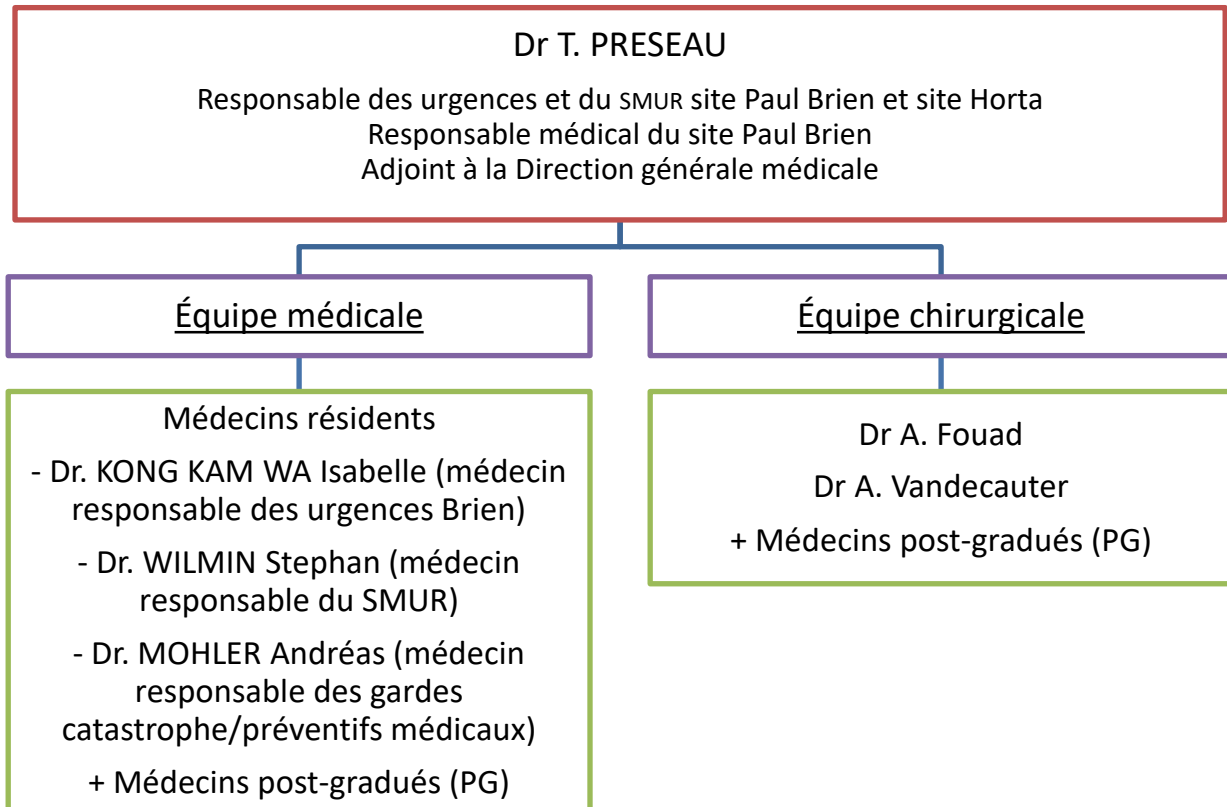 Dr T. PRESEAU
Responsable des urgences et du SMUR site Paul Brien et site Horta
Responsable médical du site Paul Brien
Adjoint à la Direction générale médicale
Équipe médicale
Équipe chirurgicale
Médecins résidents
- Dr. KONG KAM WA Isabelle (médecin
responsable des urgences Brien)
- Dr. WILMIN Stephan (médecin
responsable du SMUR)
- Dr. MOHLER Andréas (médecin
responsable des gardes
catastrophe/préventifs médicaux)
+ Médecins post-gradués (PG)
Dr A. Fouad
Dr A. Vandecauter
+ Médecins post-gradués (PG)